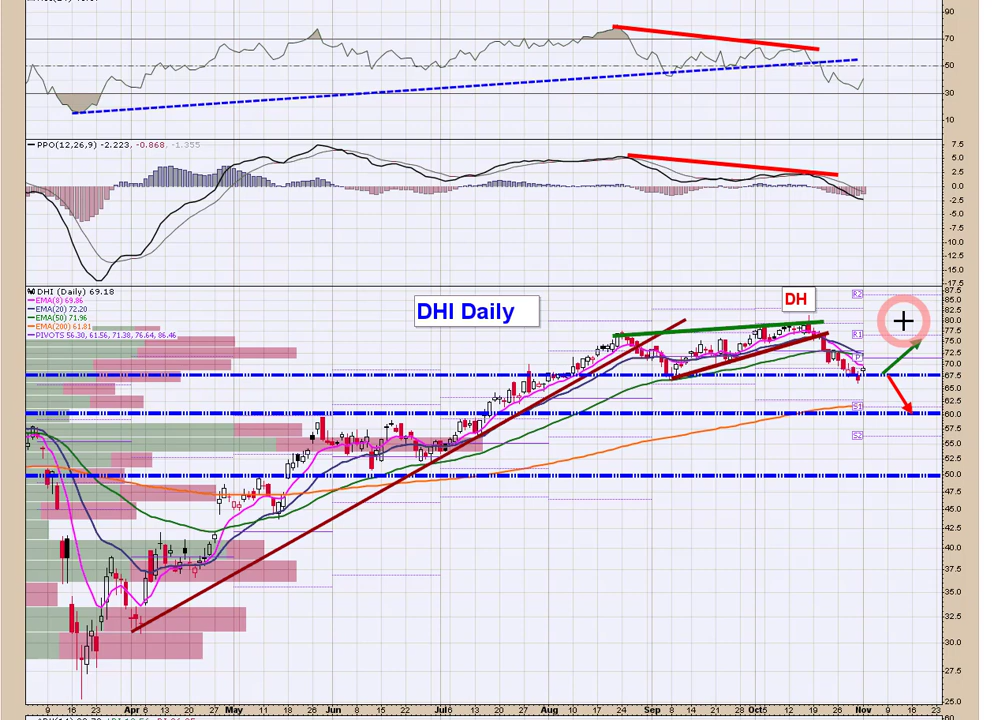 90
70
50
30
10
PPO(12,26,9) -2.223, -0.868, -1.355
7.5
5.0
2.5
0.0
-2.5
-5.0
-7.5
-10.0
-12.5
-15.0
-17.5
DHI (Daily) 69.18
EMA(8) 69.86
EMA(20) 72.20
EMA(50) 71.96
EMA(200) 61.81
PIVOTS 56.30, 61.56, 71.38, 76.64, 86.46
DHI Daily
DH
R2
R1
P
S1
S2
87.5
85.0
82.5
80.0
77.5
75.0
72.5
70.0
67.5
65.0
62.5
60.0
57.5
55.0
52.5
50.0
47.5
45.0
42.5
40.0
37.5
35.0
32.5
30.0
27.5
25.0
9 16 23 Apr 6 13 20 27 May 11 18 26 Jun 8 15 22 Jul 6 13 20 27 Aug 10 17 24 Sep 8 14 21 28 Oct 5 12 19 26 Nov 9 16 23
60